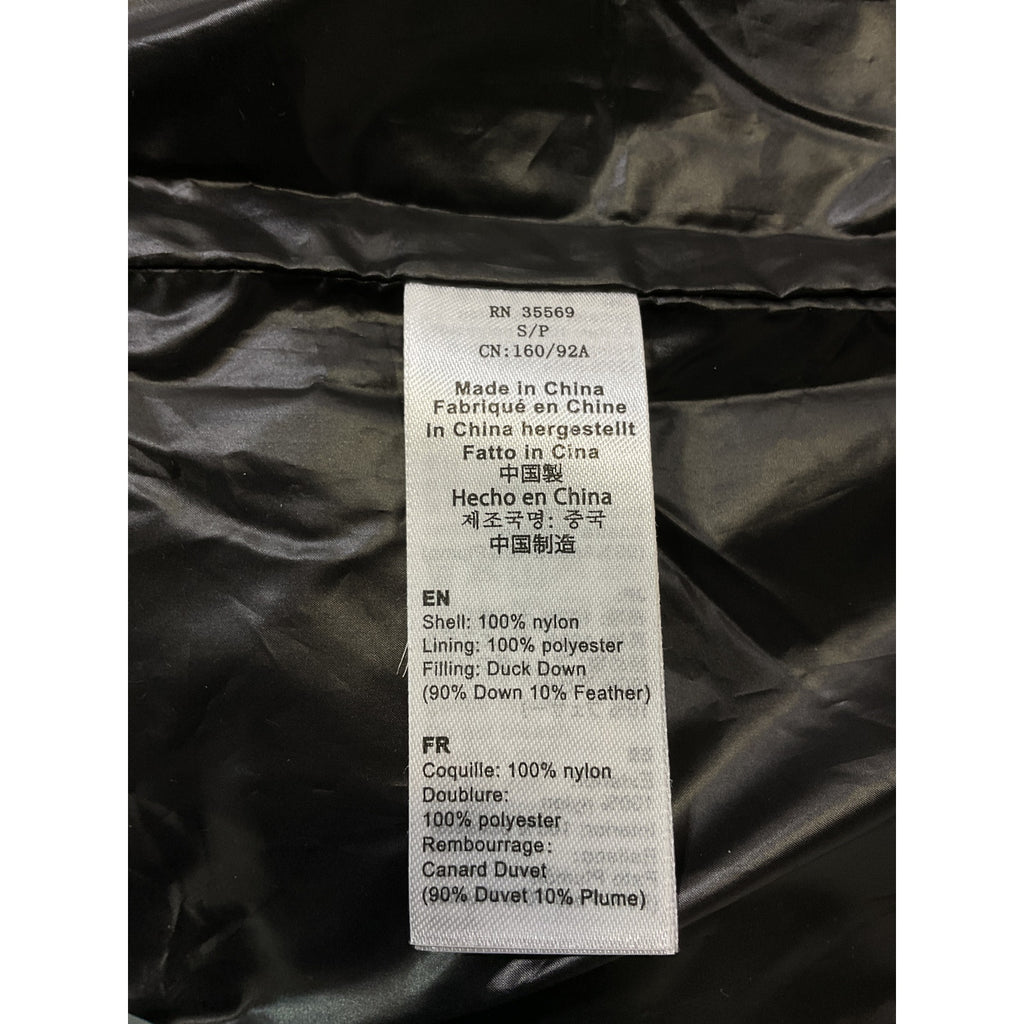 RN 35569
S/P
CN:160/92A
Made in China
Fabriqué en Chine
In China hergestellt
Fatto in Cina
中国製
Hecho en China
제조국명: 중국
中国制造
EN
Shell: 100% nylon
Lining: 100% polyester
Filling: Duck Down
(90% Down 10% Feather)
FR
Coquille: 100% nylon
Doublure:
100% polyester
Rembourrage:
Canard Duvet
(90% Duvet 10% Plume)